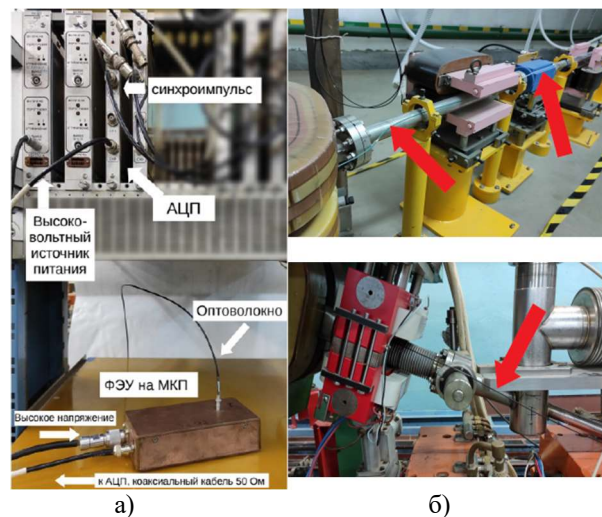 синхроимпульс
АЦП
Высоко-
вольтный
источник
питания
Оптоволокно
ФЭУ на МКП
Высокое напряжение
к АЦП, коаксиальный кабель 50 Ом
а)
б)